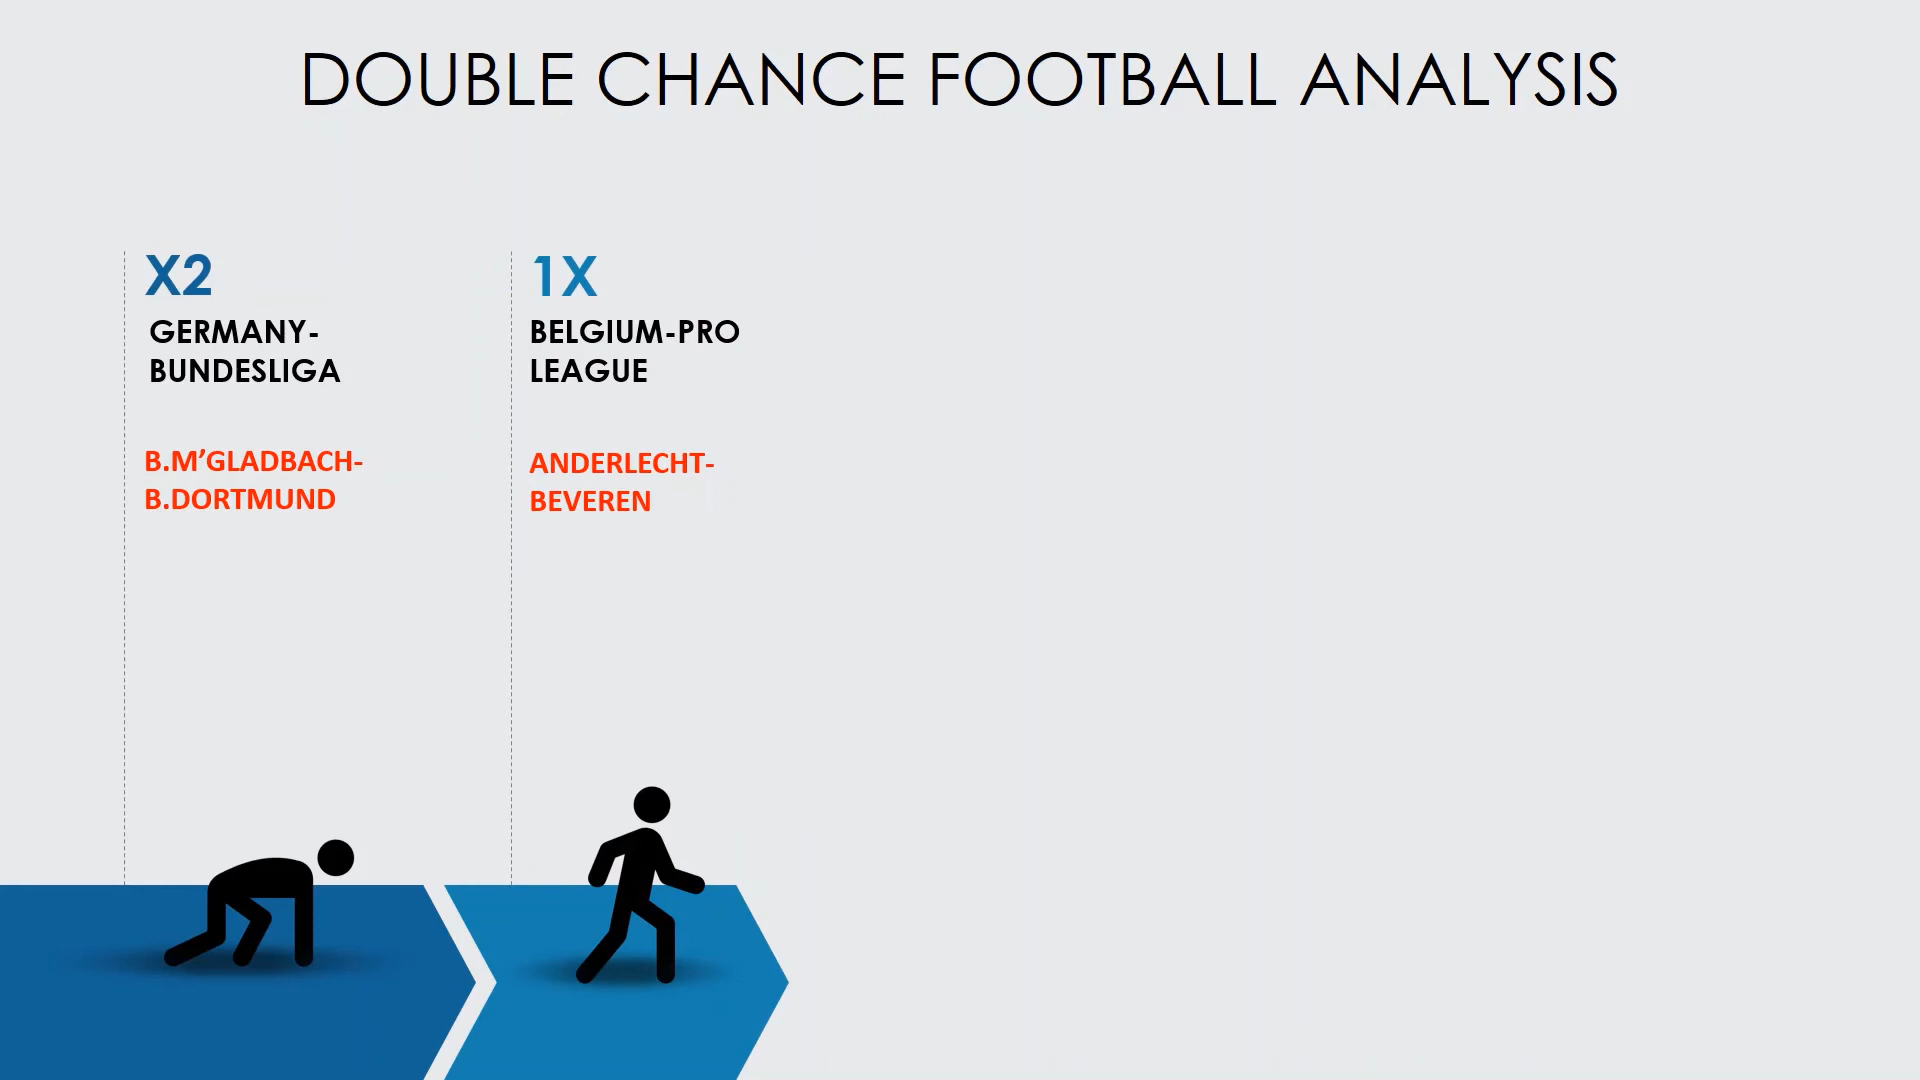 DOUBLE CHANCE FOOTBALL ANALYSIS
X2
GERMANY-
BUNDESLIGA
B.M’GLADBACH-
B.DORTMUND
1X
BELGIUM-PRO
LEAGUE
ANDERLECHT-
BEVEREN